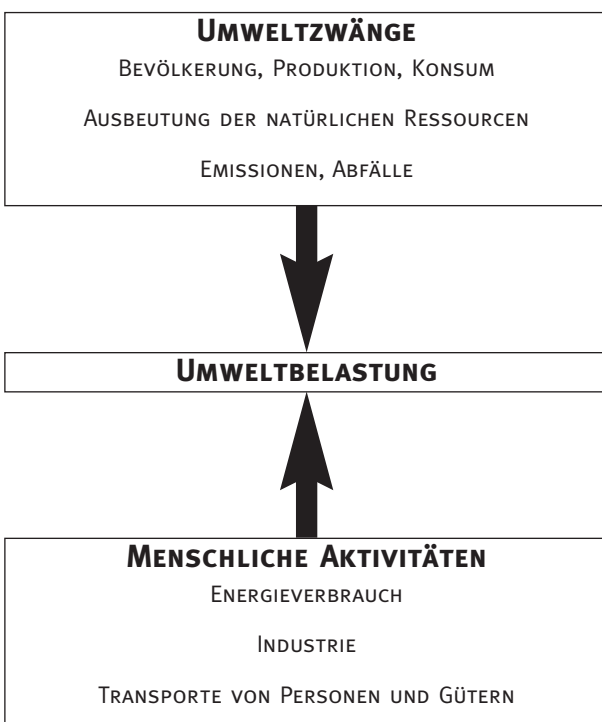 Umweltzwänge
Bevölkerung, Produktion, Konsum
Ausbeutung der natürlichen Ressourcen
Emissionen, Abfälle
Umweltbelastung
Menschliche Aktivitäten
Energieverbrauch
Industrie
Transporte von Personen und Gütern